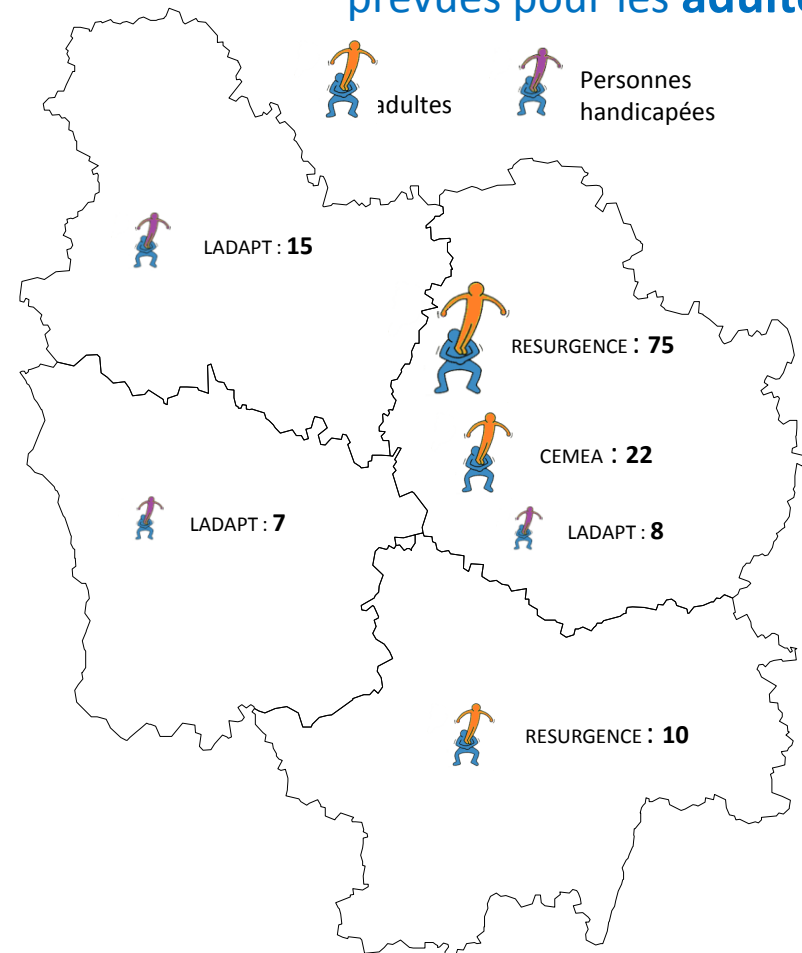 prévues pour les adulte
adultes
Personnes
handicapées
LADAPT : 15
RESURGENCE : 75
CEMEA : 22
LADAPT : 7
LADAPT : 8
RESURGENCE : 10